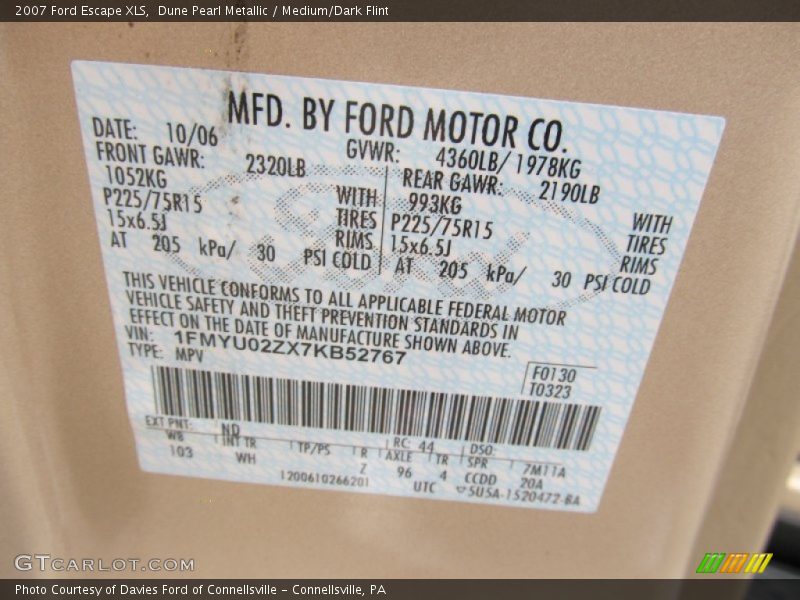 2007 Ford Escape XLS,  Dune Pearl Metallic / Medium/Dark Flint
MFD. BY FORD MOTOR CO.
DATE: 10/06 GVWR: 4360LB/ 1978KG
FRONT GAWR: 2320LB REAR GAWR: 2190LB
1052KG 993KG
P225/75R15 WITH TIRES P225/75R15 WITH TIRES
15x6.5J RIMS 15x6.5J RIMS
AT 205 kPa/ 30 PSI COLD AT 205 kPa/ 30 PSI COLD
THIS VEHICLE CONFORMS TO ALL APPLICABLE FEDERAL MOTOR
VEHICLE SAFETY AND THEFT PREVENTION STANDARDS IN
EFFECT ON THE DATE OF MANUFACTURE SHOWN ABOVE.
VIN: 1FMYU02ZX7KB52767
TYPE: MPV
F0130
T0323
EXT PNT: ND RC: 44 DSO:
WB INT TR TP/PS R AXLE TR SPR 7M11A
103 WH Z 96 4 CCDD 20A
1200610266201 UTC 5U5A-1520472-BA
Ford
GTCARLOT.COM
Photo Courtesy of Davies Ford of Connellsville – Connellsville, PA